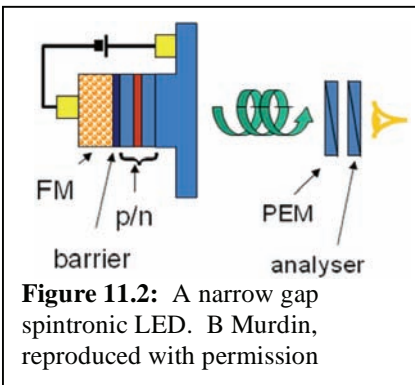 FM
p/n
barrier
PEM
analyser
Figure 11.2: A narrow gap
spintronic LED. B Murdin,
reproduced with permission